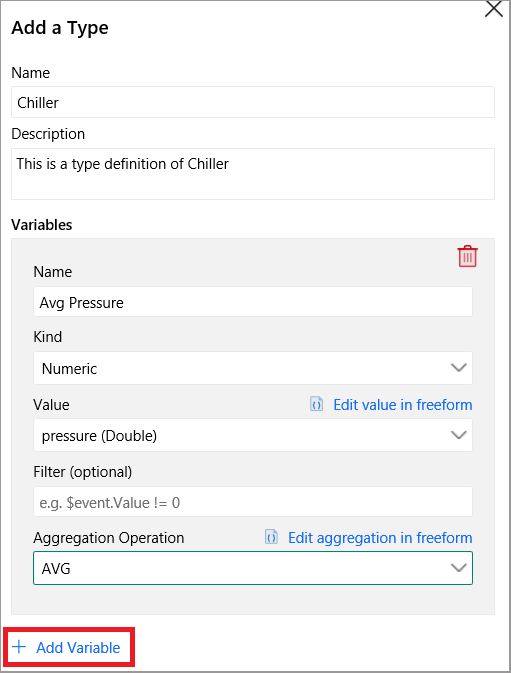 Add a Type
Name
Chiller
Description
This is a type definition of Chiller
Variables
Name
Avg Pressure
Kind
Numeric
Value Edit value in freeform
pressure (Double)
Filter (optional)
e.g. $event.Value != 0
Aggregation Operation Edit aggregation in freeform
AVG
+ Add Variable